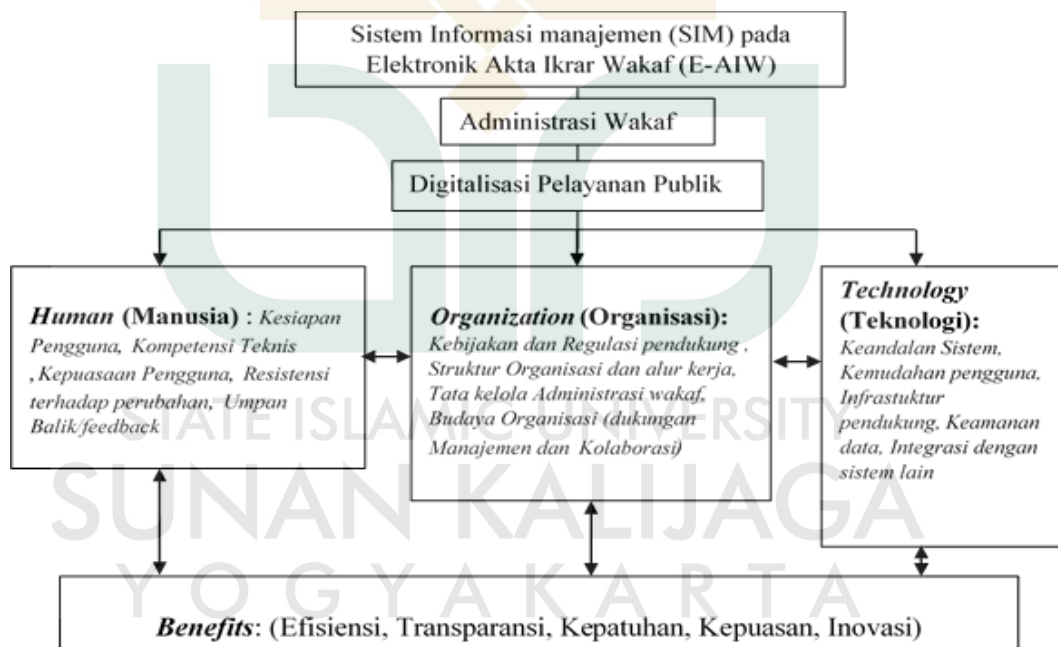 Sistem Informasi manajemen (SIM) pada
Elektronik Akta Ikrar Wakaf (E-AIW)
Administrasi Wakaf
Digitalisasi Pelayanan Publik
Human (Manusia) : Kesiapan
Pengguna, Kompetensi Teknis
,Kepuasaan Pengguna, Resistensi
terhadap perubahan, Umpan
Balik/feedback
Organization (Organisasi):
Kebijakan dan Regulasi pendukung ,
Struktur Organisasi dan alur kerja,
Tata kelola Administrasi wakaf,
Budaya Organisasi (dukungan
Manajemen dan Kolaborasi)
Technology
(Teknologi):
Keandalan Sistem,
Kemudahan pengguna,
Infrastuktur
pendukung, Keamanan
data, Integrasi dengan
sistem lain
STATE ISLAMIC UNIVERSITY
SUNAN KALIJAGA
YOGYAKARTA
Benefits: (Efisiensi, Transparansi, Kepatuhan, Kepuasan, Inovasi)